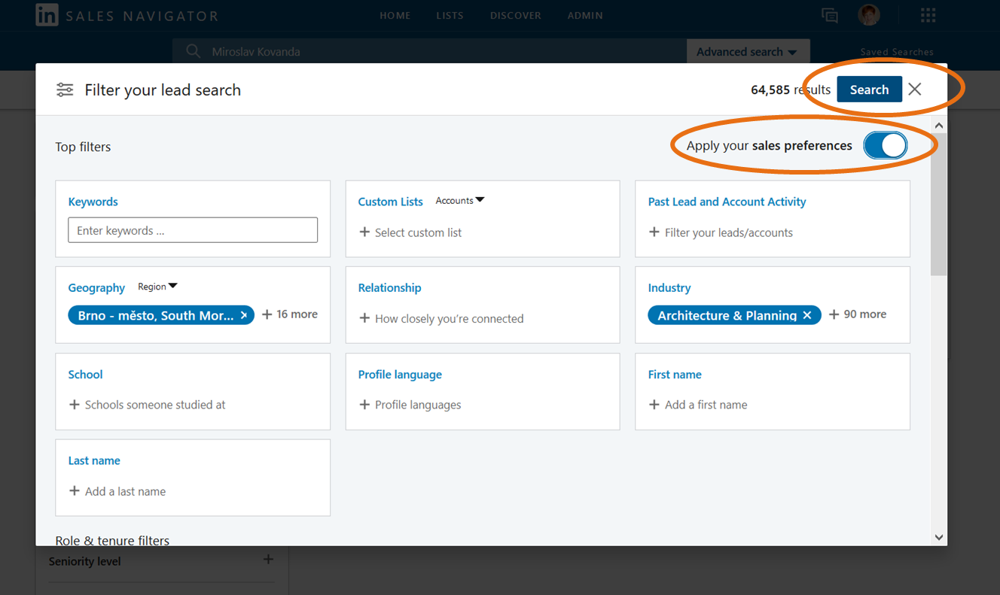 in SALES NAVIGATOR HOME LISTS DISCOVER ADMIN
Miroslav Kovanda Advanced search Saved Searches
Filter your lead search 64,585 results Search
Top filters Apply your sales preferences
Keywords Custom Lists Accounts Past Lead and Account Activity
Enter keywords ... + Select custom list + Filter your leads/accounts
Geography Region Relationship Industry
Brno - město, South Mor... × + 16 more + How closely you're connected Architecture & Planning × + 90 more
School Profile language First name
+ Schools someone studied at + Profile languages + Add a first name
Last name
+ Add a last name
Role & tenure filters
Seniority level +